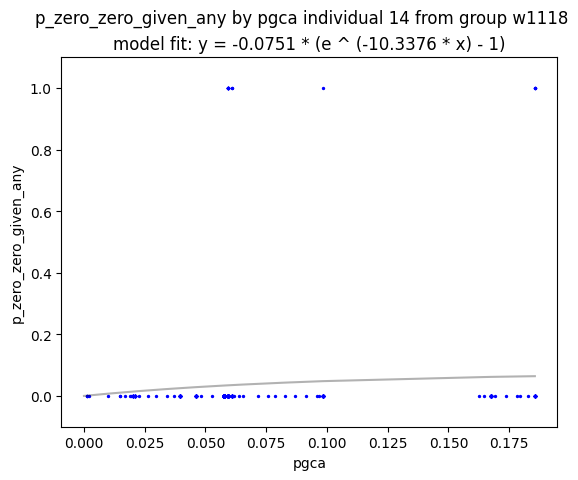 p_zero_zero_given_any by pgca individual 14 from group w1118
model fit: y = -0.0751 * (e ^ (-10.3376 * x) - 1)
1.0
0.8
0.6
0.4
0.2
0.0
p_zero_zero_given_any
0.000 0.025 0.050 0.075 0.100 0.125 0.150 0.175
pgca